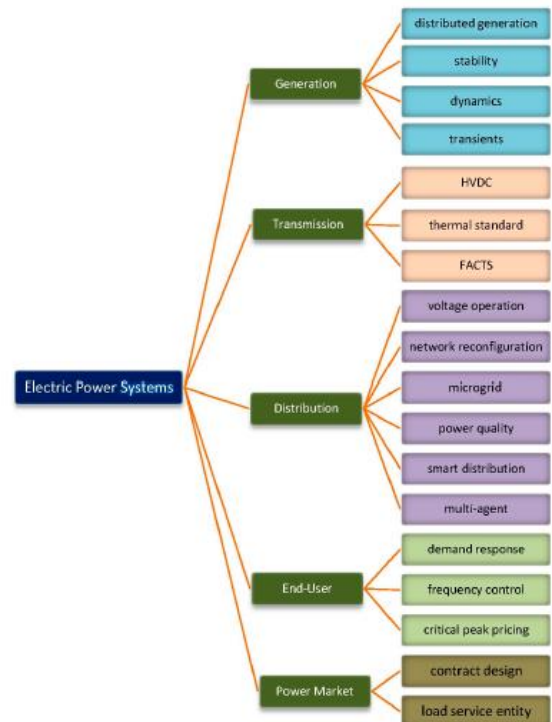 distributed generation
stability
Generation
dynamics
transients
HVDC
Transmission
thermal standard
FACTS
voltage operation
network reconfiguration
Electric Power Systems
microgrid
Distribution
power quality
smart distribution
multi-agent
demand response
End-User
frequency control
critical peak pricing
contract design
Power Market
load service entity